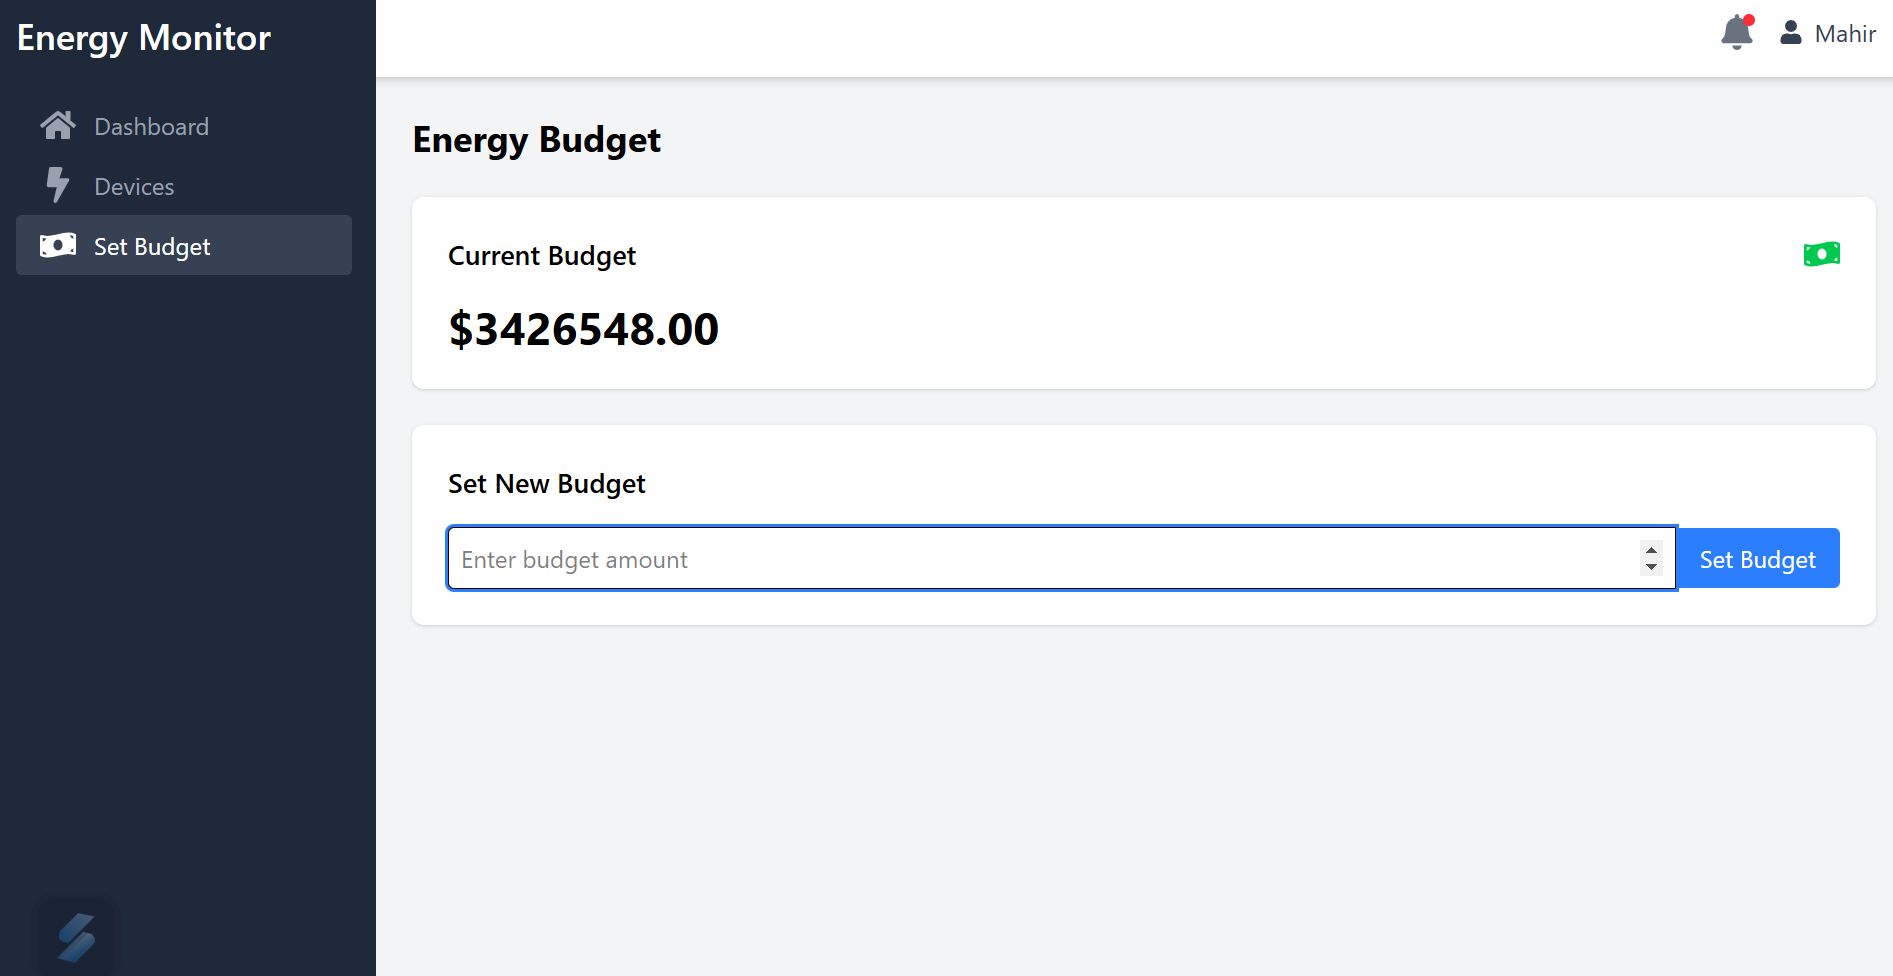 Energy Monitor
Mahir
Dashboard
Devices
Set Budget
Energy Budget
Current Budget
$3426548.00
Set New Budget
Enter budget amount
Set Budget